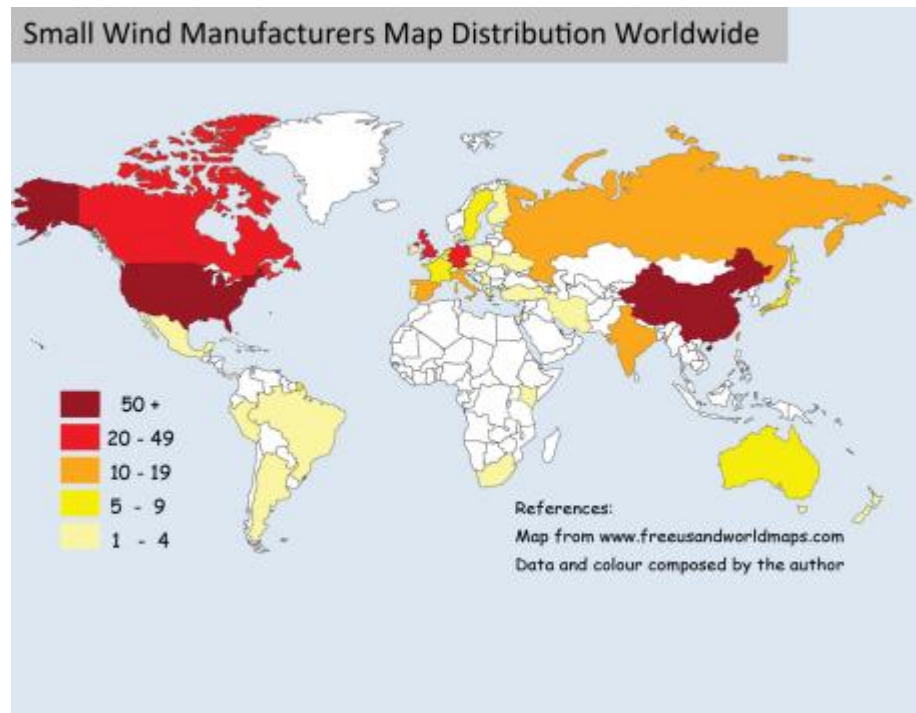 Small Wind Manufacturers Map Distribution Worldwide
50 +
20 - 49
10 - 19
5 - 9
1 - 4
References:
Map from www.freeusandworldmaps.com
Data and colour composed by the author